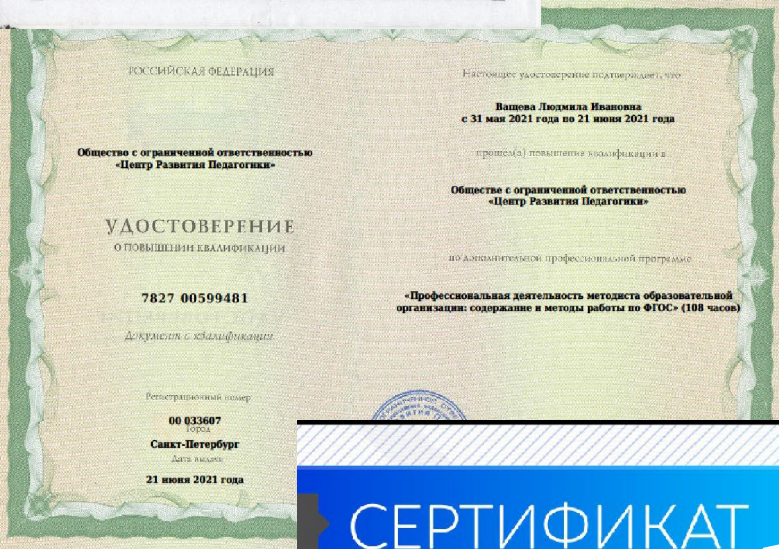 РОССИЙСКАЯ ФЕДЕРАЦИЯ
Общество с ограниченной ответственностью
«Центр Развития Педагогики»
УДОСТОВЕРЕНИЕ
О ПОВЫШЕНИИ КВАЛИФИКАЦИИ
7827 00599481
Документ о квалификации
Регистрационный номер
00 033607
Город
Санкт-Петербург
Дата выдачи
21 июня 2021 года
Настоящее удостоверение подтверждает, что
Ващева Людмила Ивановна
с 31 мая 2021 года по 21 июня 2021 года
прошел(а) повышение квалификации в
Обществе с ограниченной ответственностью
«Центр Развития Педагогики»
по дополнительной профессиональной программе
«Профессиональная деятельность методиста образовательной
организации: содержание и методы работы по ФГОС» (108 часов)
СЕРТИФИКАТ